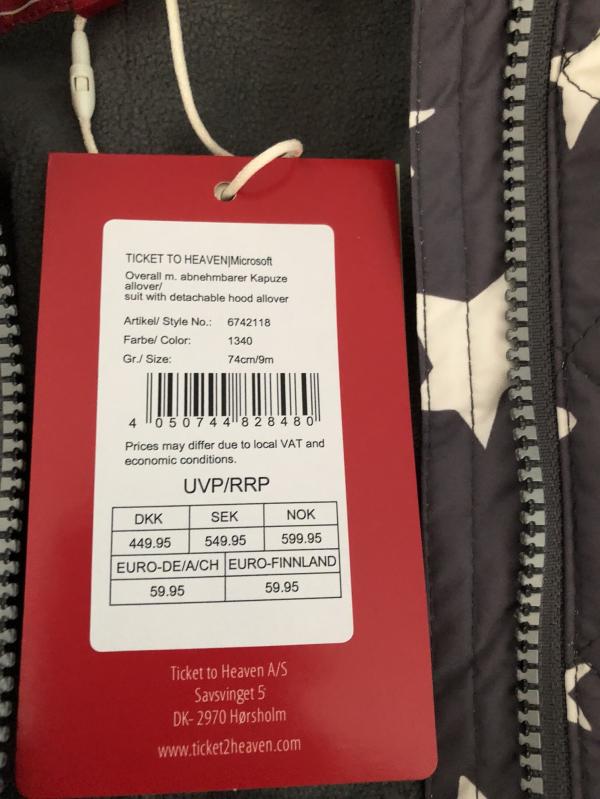 TICKET TO HEAVEN|Microsoft
Overall m. abnehmbarer Kapuze
allover/
suit with detachable hood allover
Artikel/ Style No.: 6742118
Farbe/ Color: 1340
Gr./ Size: 74cm/9m
4 050744 828480
Prices may differ due to local VAT and
economic conditions.
UVP/RRP
DKK SEK NOK
449.95 549.95 599.95
EURO-DE/A/CH EURO-FINNLAND
59.95 59.95
Ticket to Heaven A/S
Savsvinget 5
DK- 2970 Hørsholm
www.ticket2heaven.com